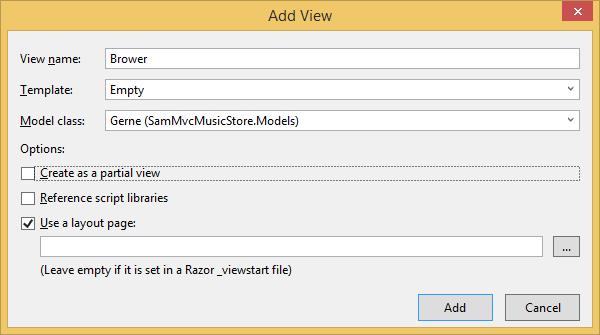 Add View
View name: Brower
Template: Empty
Model class: Gerne (SamMvcMusicStore.Models)
Options:
Create as a partial view
Reference script libraries
Use a layout page:
...
(Leave empty if it is set in a Razor _viewstart file)
Add Cancel